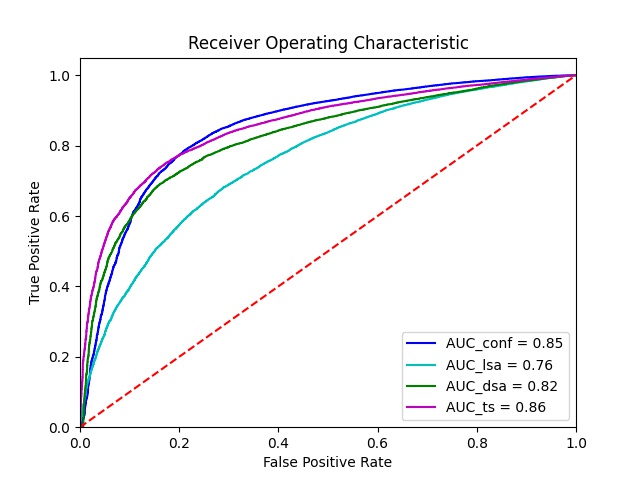 Receiver Operating Characteristic
True Positive Rate
1.0
0.8
0.6
0.4
0.2
0.0
AUC_conf = 0.85
AUC_lsa = 0.76
AUC_dsa = 0.82
AUC_ts = 0.86
0.0 0.2 0.4 0.6 0.8 1.0
False Positive Rate